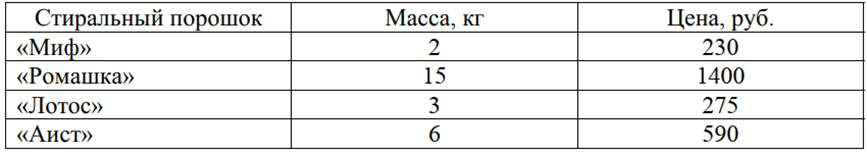 Стиральный порошок Масса, кг Цена, руб.
«Миф» 2 230
«Ромашка» 15 1400
«Лотос» 3 275
«Аист» 6 590